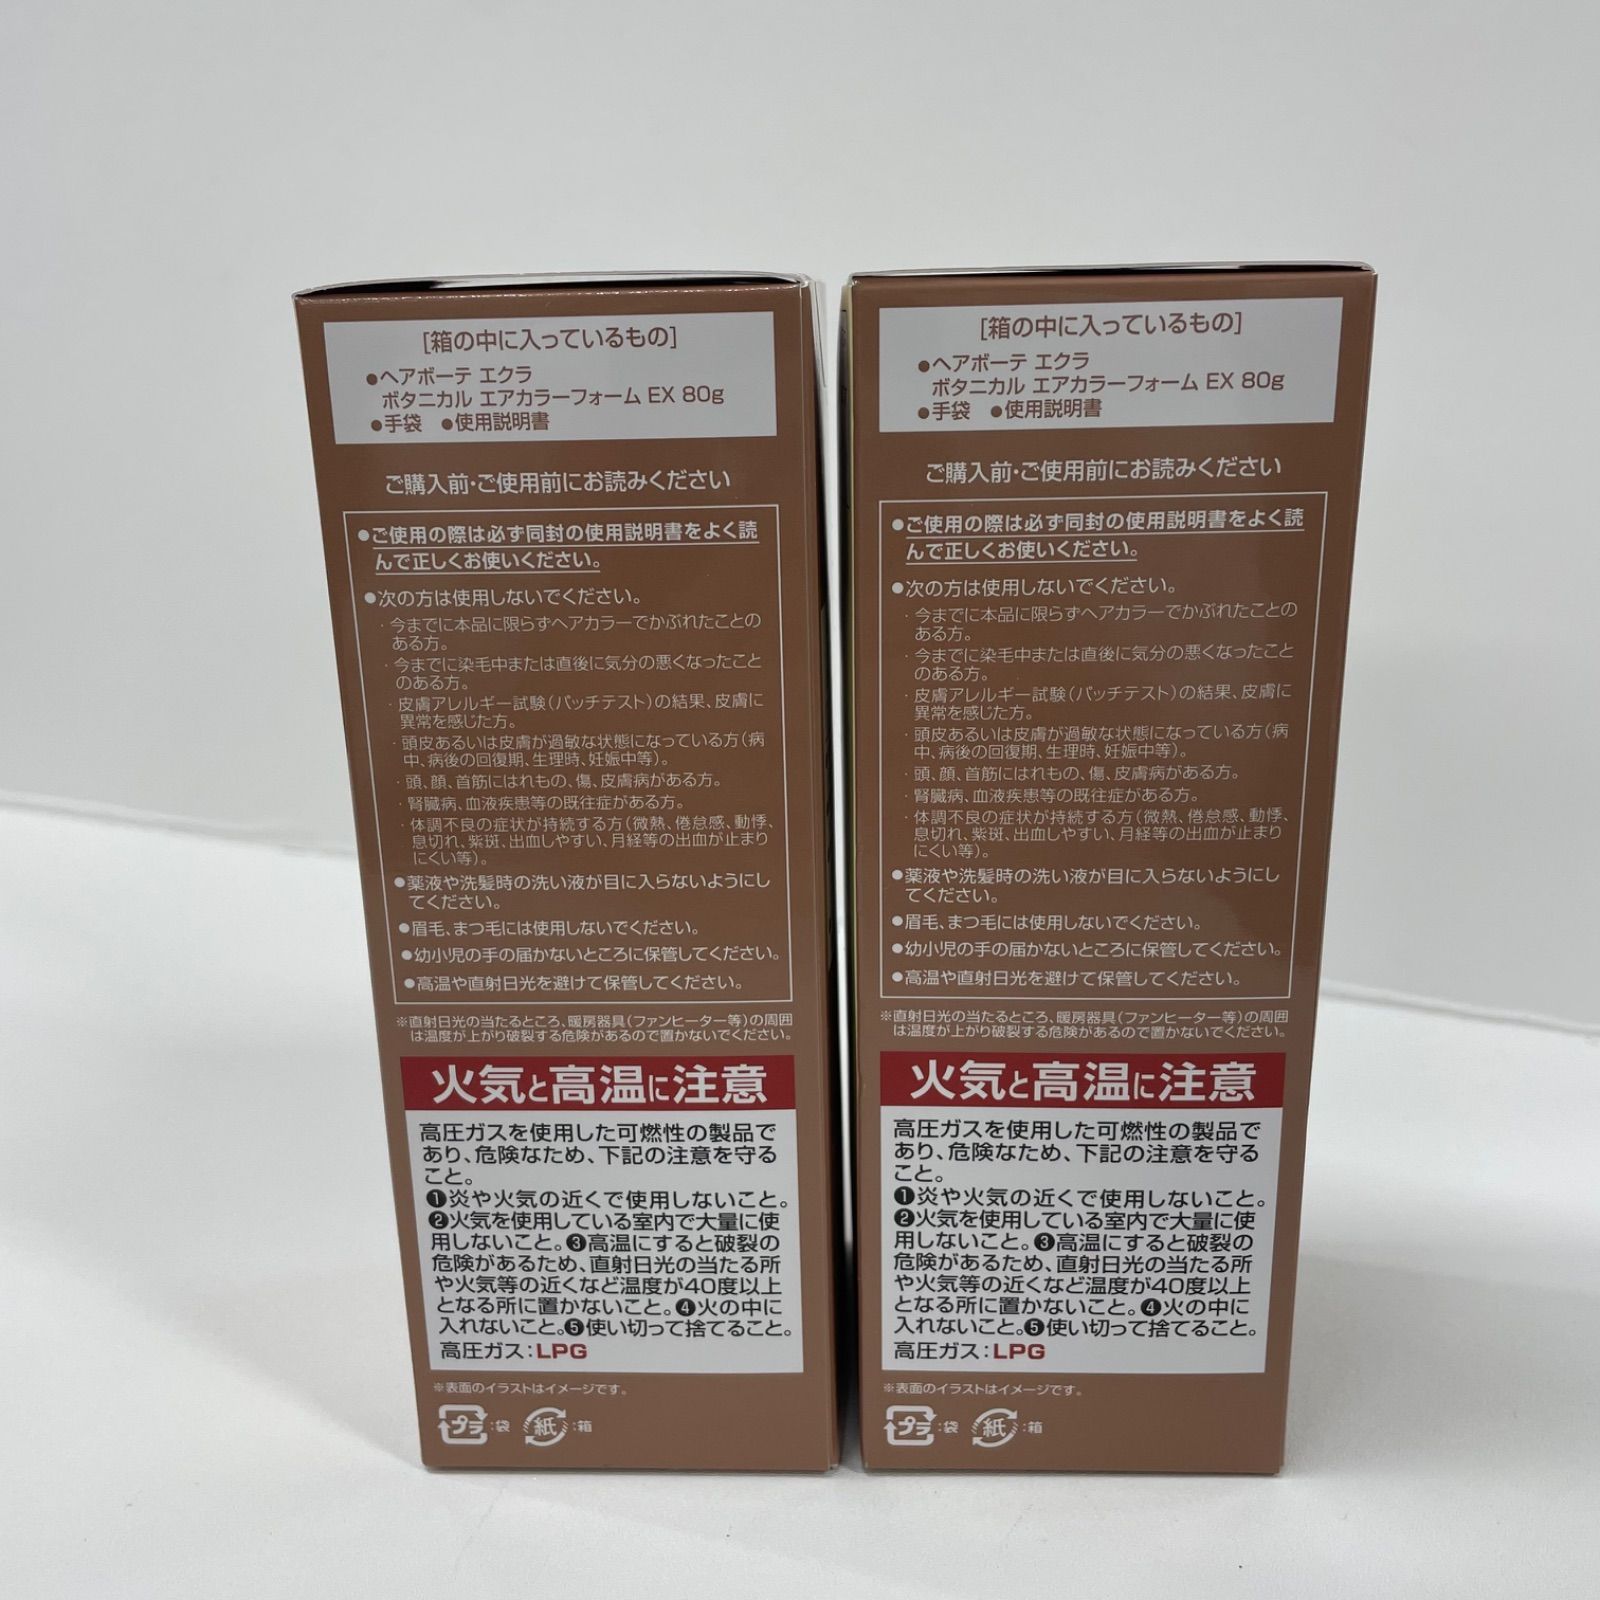 [箱の中に入っているもの]
●ヘアボーテ エクラ
ボタニカル エアカラーフォーム EX 80g
●手袋 ●使用説明書
ご購入前・ご使用前にお読みください
●ご使用の際は必ず同封の使用説明書をよく読
んで正しくお使いください。
●次の方は使用しないでください。
・今までに本品に限らずヘアカラーでかぶれたことの
ある方。
・今までに染毛中または直後に気分の悪くなったこと
のある方。
・皮膚アレルギー試験(パッチテスト)の結果、皮膚に
異常を感じた方。
・頭皮あるいは皮膚が過敏な状態になっている方(病
中、病後の回復期、生理時、妊娠中等)。
・頭、顔、首筋にはれもの、傷、皮膚病がある方。
・腎臓病、血液疾患等の既往症がある方。
・体調不良の症状が持続する方(微熱、倦怠感、動悸、
息切れ、紫斑、出血しやすい、月経等の出血が止まり
にくい等)。
●薬液や洗髪時の洗い液が目に入らないようにし
てください。
●眉毛、まつ毛には使用しないでください。
●幼小児の手の届かないところに保管してください。
●高温や直射日光を避けて保管してください。
※直射日光の当たるところ、暖房器具(ファンヒーター等)の周囲
は温度が上がり破裂する危険があるので置かないでください。
火気と高温に注意
高圧ガスを使用した可燃性の製品で
あり、危険なため、下記の注意を守る
こと。
❶炎や火気の近くで使用しないこと。
❷火気を使用している室内で大量に使
用しないこと。❸高温にすると破裂の
危険があるため、直射日光の当たる所
や火気等の近くなど温度が40度以上
となる所に置かないこと。❹火の中に
入れないこと。❺使い切って捨てること。
高圧ガス：LPG
※表面のイラストはイメージです。
プラ:袋 紙:箱
[箱の中に入っているもの]
●ヘアボーテ エクラ
ボタニカル エアカラーフォーム EX 80g
●手袋 ●使用説明書
ご購入前・ご使用前にお読みください
●ご使用の際は必ず同封の使用説明書をよく読
んで正しくお使いください。
●次の方は使用しないでください。
・今までに本品に限らずヘアカラーでかぶれたことの
ある方。
・今までに染毛中または直後に気分の悪くなったこと
のある方。
・皮膚アレルギー試験(パッチテスト)の結果、皮膚に
異常を感じた方。
・頭皮あるいは皮膚が過敏な状態になっている方(病
中、病後の回復期、生理時、妊娠中等)。
・頭、顔、首筋にはれもの、傷、皮膚病がある方。
・腎臓病、血液疾患等の既往症がある方。
・体調不良の症状が持続する方(微熱、倦怠感、動悸、
息切れ、紫斑、出血しやすい、月経等の出血が止まり
にくい等)。
●薬液や洗髪時の洗い液が目に入らないようにし
てください。
●眉毛、まつ毛には使用しないでください。
●幼小児の手の届かないところに保管してください。
●高温や直射日光を避けて保管してください。
※直射日光の当たるところ、暖房器具(ファンヒーター等)の周囲
は温度が上がり破裂する危険があるので置かないでください。
火気と高温に注意
高圧ガスを使用した可燃性の製品で
あり、危険なため、下記の注意を守る
こと。
❶炎や火気の近くで使用しないこと。
❷火気を使用している室内で大量に使
用しないこと。❸高温にすると破裂の
危険があるため、直射日光の当たる所
や火気等の近くなど温度が40度以上
となる所に置かないこと。❹火の中に
入れないこと。❺使い切って捨てること。
高圧ガス：LPG
※表面のイラストはイメージです。
プラ:袋 紙:箱